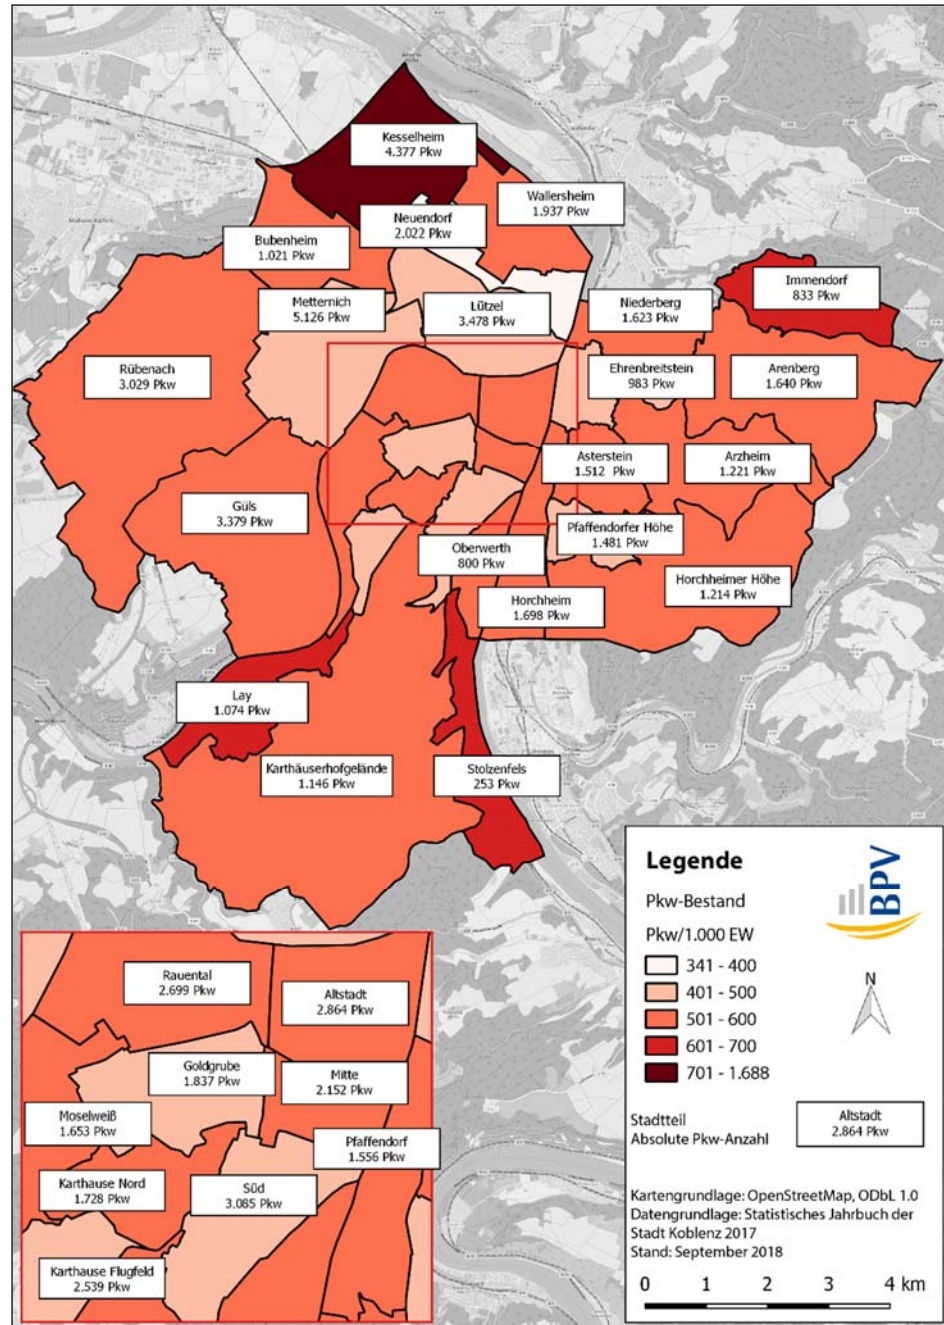 Kesselheim
4.377 Pkw
Wallersheim
1.937 Pkw
Neuendorf
2.022 Pkw
Bubenheim
1.021 Pkw
Immendorf
833 Pkw
Metternich
5.126 Pkw
Lützel
3.478 Pkw
Niederberg
1.623 Pkw
Rübenach
3.029 Pkw
Ehrenbreitstein
983 Pkw
Arenberg
1.640 Pkw
Asterstein
1.512 Pkw
Arzheim
1.221 Pkw
Güls
3.379 Pkw
Pfaffendorfer Höhe
1.481 Pkw
Oberwerth
800 Pkw
Horchheimer Höhe
1.214 Pkw
Horchheim
1.698 Pkw
Lay
1.074 Pkw
Karthäuserhofgelände
1.146 Pkw
Stolzenfels
253 Pkw
Rauental
2.699 Pkw
Altstadt
2.864 Pkw
Goldgrube
1.837 Pkw
Mitte
2.152 Pkw
Moselweiß
1.653 Pkw
Pfaffendorf
1.556 Pkw
Karthause Nord
1.728 Pkw
Süd
3.085 Pkw
Karthause Flugfeld
2.539 Pkw
Legende
BPV
Pkw-Bestand
Pkw/1.000 EW
341 - 400
401 - 500
501 - 600
601 - 700
701 - 1.688
N
Stadtteil
Absolute Pkw-Anzahl
Altstadt
2.864 Pkw
Kartengrundlage: OpenStreetMap, ODbL 1.0
Datengrundlage: Statistisches Jahrbuch der
Stadt Koblenz 2017
Stand: September 2018
0 1 2 3 4 km